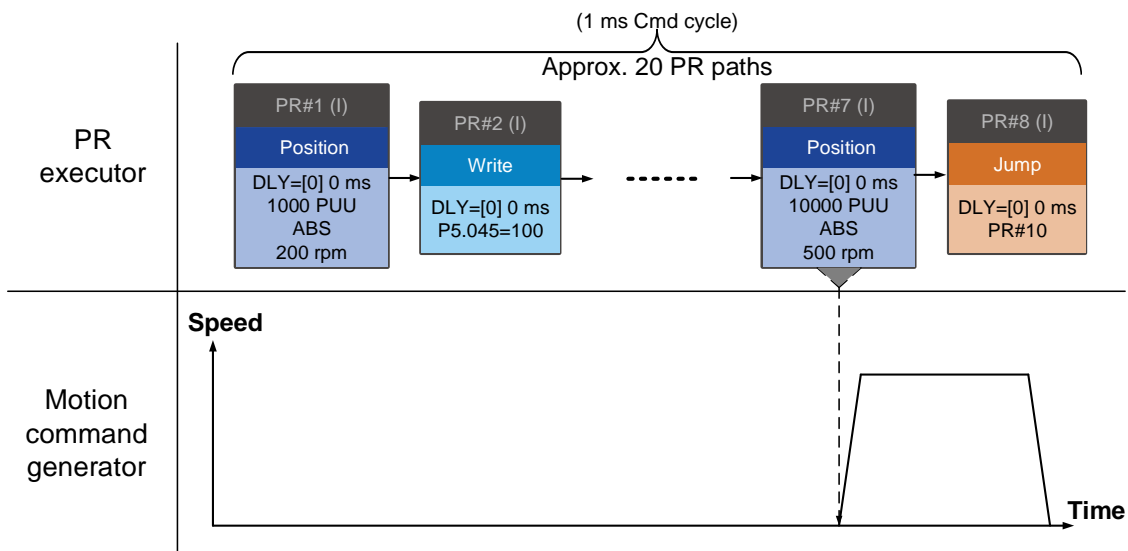 (1 ms Cmd cycle)
Approx. 20 PR paths
PR
executor
PR#1 (I)
Position
DLY=[0] 0 ms
1000 PUU
ABS
200 rpm
PR#2 (I)
Write
DLY=[0] 0 ms
P5.045=100
PR#7 (I)
Position
DLY=[0] 0 ms
10000 PUU
ABS
500 rpm
PR#8 (I)
Jump
DLY=[0] 0 ms
PR#10
Motion
command
generator
Speed
Time